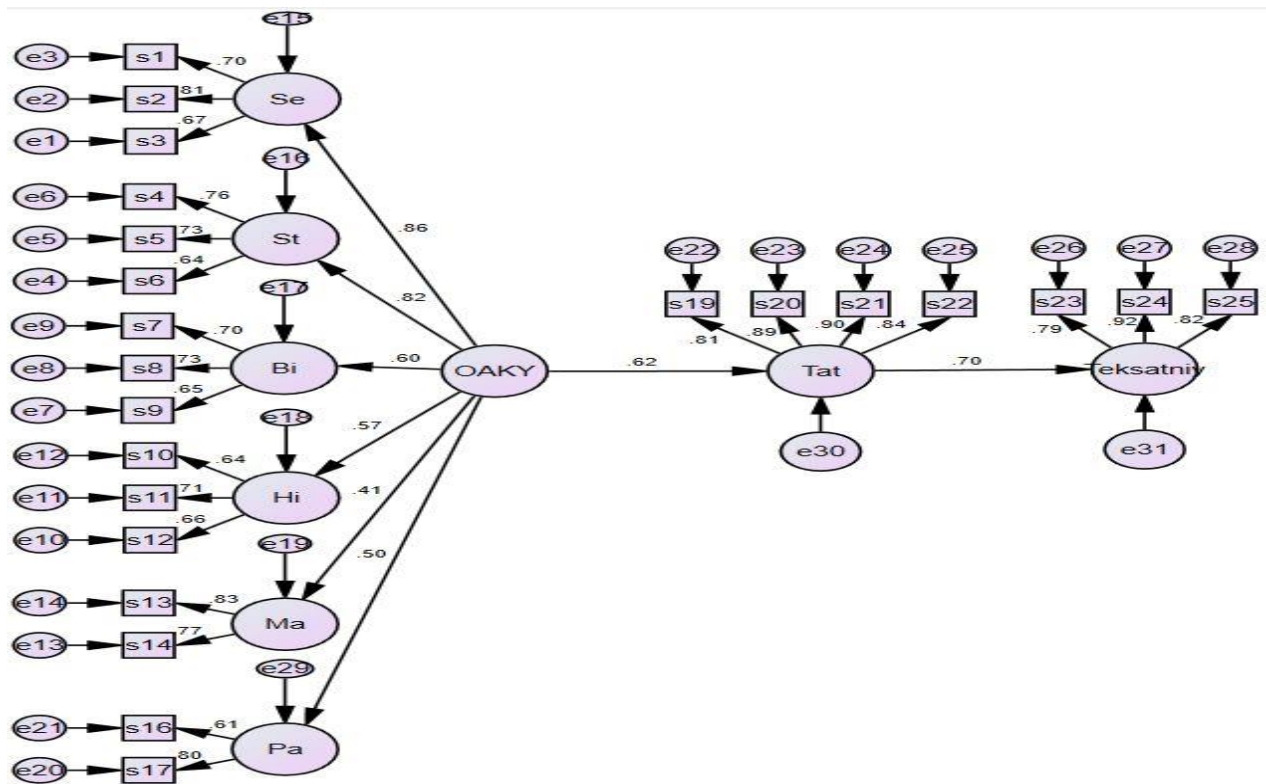 e15
e3 s1 .70
e2 s2 .81 Se
e1 s3 .67
e16
e6 s4 .76
e5 s5 .73 St
e4 s6 .64
.86
.82
e17
e9 s7 .70
e8 s8 .73 Bi
e7 s9 .65
.60
OAKY
.62
e18
e12 s10 .64
e11 s11 .71 Hi
e10 s12 .66
.57
.41
.50
e19
e14 s13 .83
e13 s14 .77 Ma
e29
e21 s16 .61
e20 s17 .80 Pa
e22 e23 e24 e25
s19 s20 s21 s22
.81 .89 .90 .84
Tat
e30
.70
e26 e27 e28
s23 s24 s25
.79 .92 .82
Teksatniy
e31